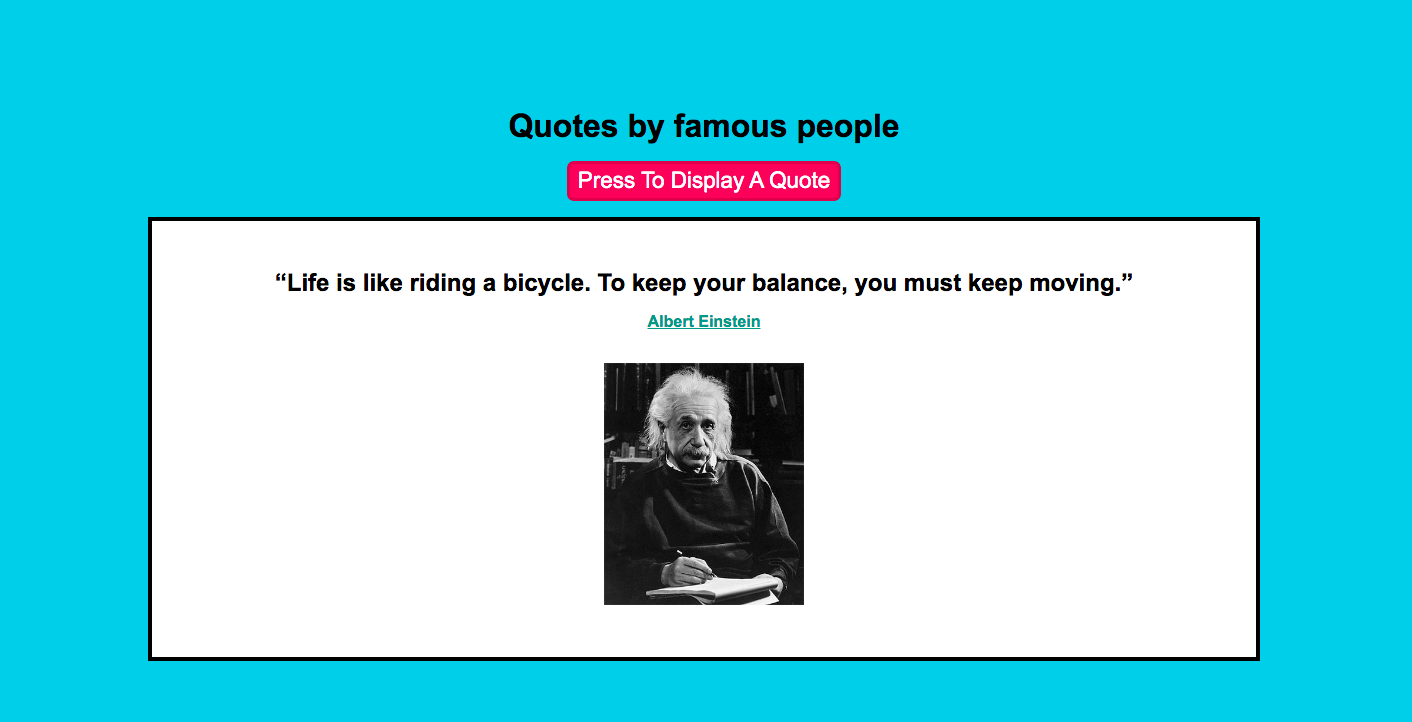 Quotes by famous people
Press To Display A Quote
“Life is like riding a bicycle. To keep your balance, you must keep moving.”
Albert Einstein